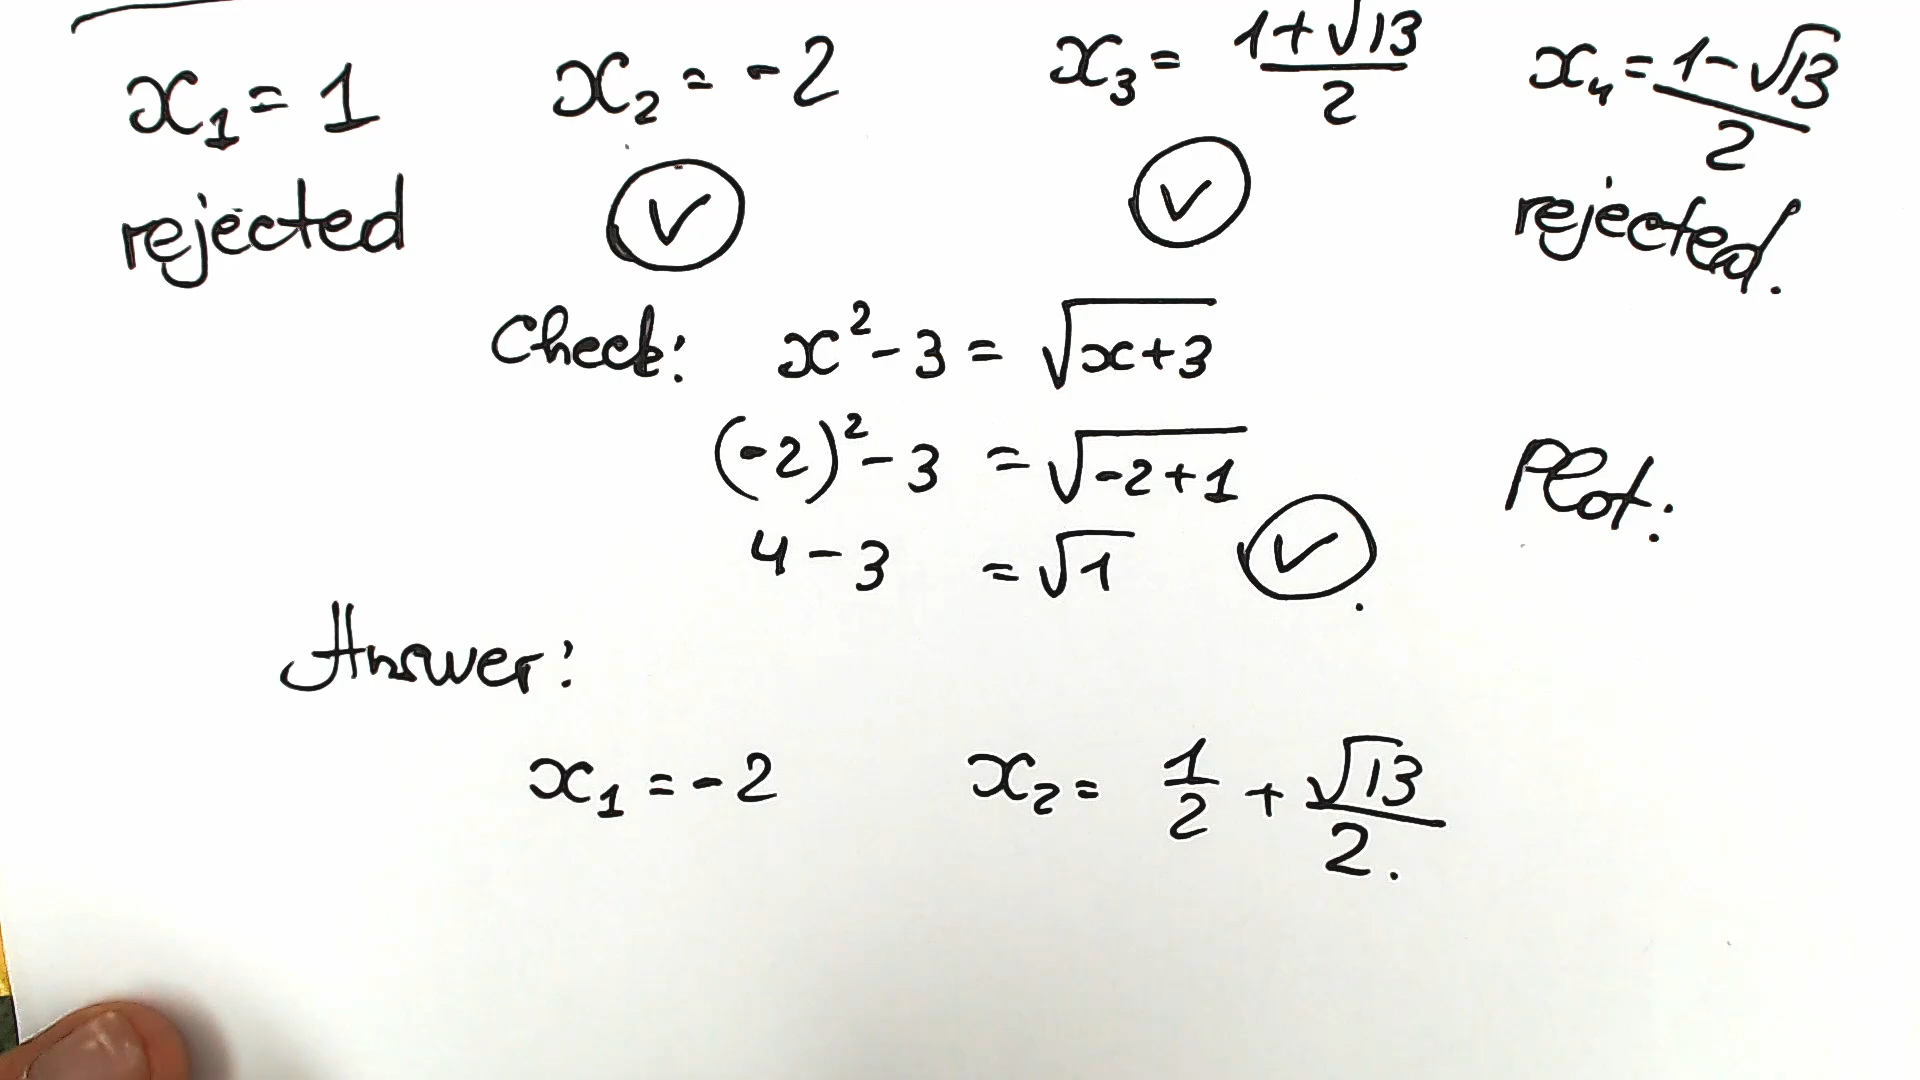 x₁ = 1 x₂ = -2 x₃ = (1+√13)/2 x₄ = (1-√13)/2
rejected ✓ ✓ rejected.
Check: x² - 3 = √(x+3)
(-2)² - 3 = √(-2+1)
Plot:
4 - 3 = √1 ✓.
Answer:
x₁ = -2 x₂ = 1/2 + √13/2.